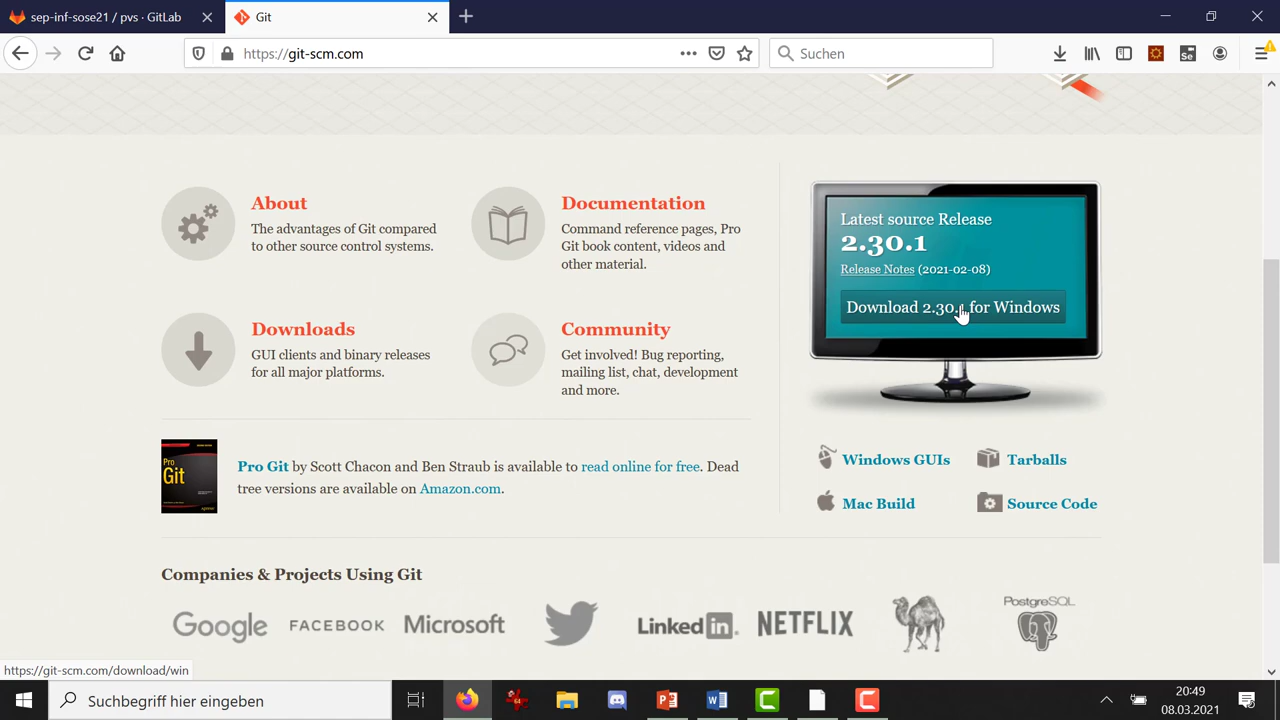 sep-inf-sose21 / pvs · GitLab
Git
https://git-scm.com
Suchen
About
The advantages of Git compared
to other source control systems.
Documentation
Command reference pages, Pro
Git book content, videos and
other material.
Downloads
GUI clients and binary releases
for all major platforms.
Community
Get involved! Bug reporting,
mailing list, chat, development
and more.
Latest source Release
2.30.1
Release Notes (2021-02-08)
Download 2.30.1 for Windows
Windows GUIs
Tarballs
Mac Build
Source Code
Pro
Git
Pro Git by Scott Chacon and Ben Straub is available to read online for free. Dead
tree versions are available on Amazon.com.
Companies & Projects Using Git
Google
FACEBOOK
Microsoft
Linked in
NETFLIX
PostgreSQL
https://git-scm.com/download/win
Suchbegriff hier eingeben
20:49
08.03.2021